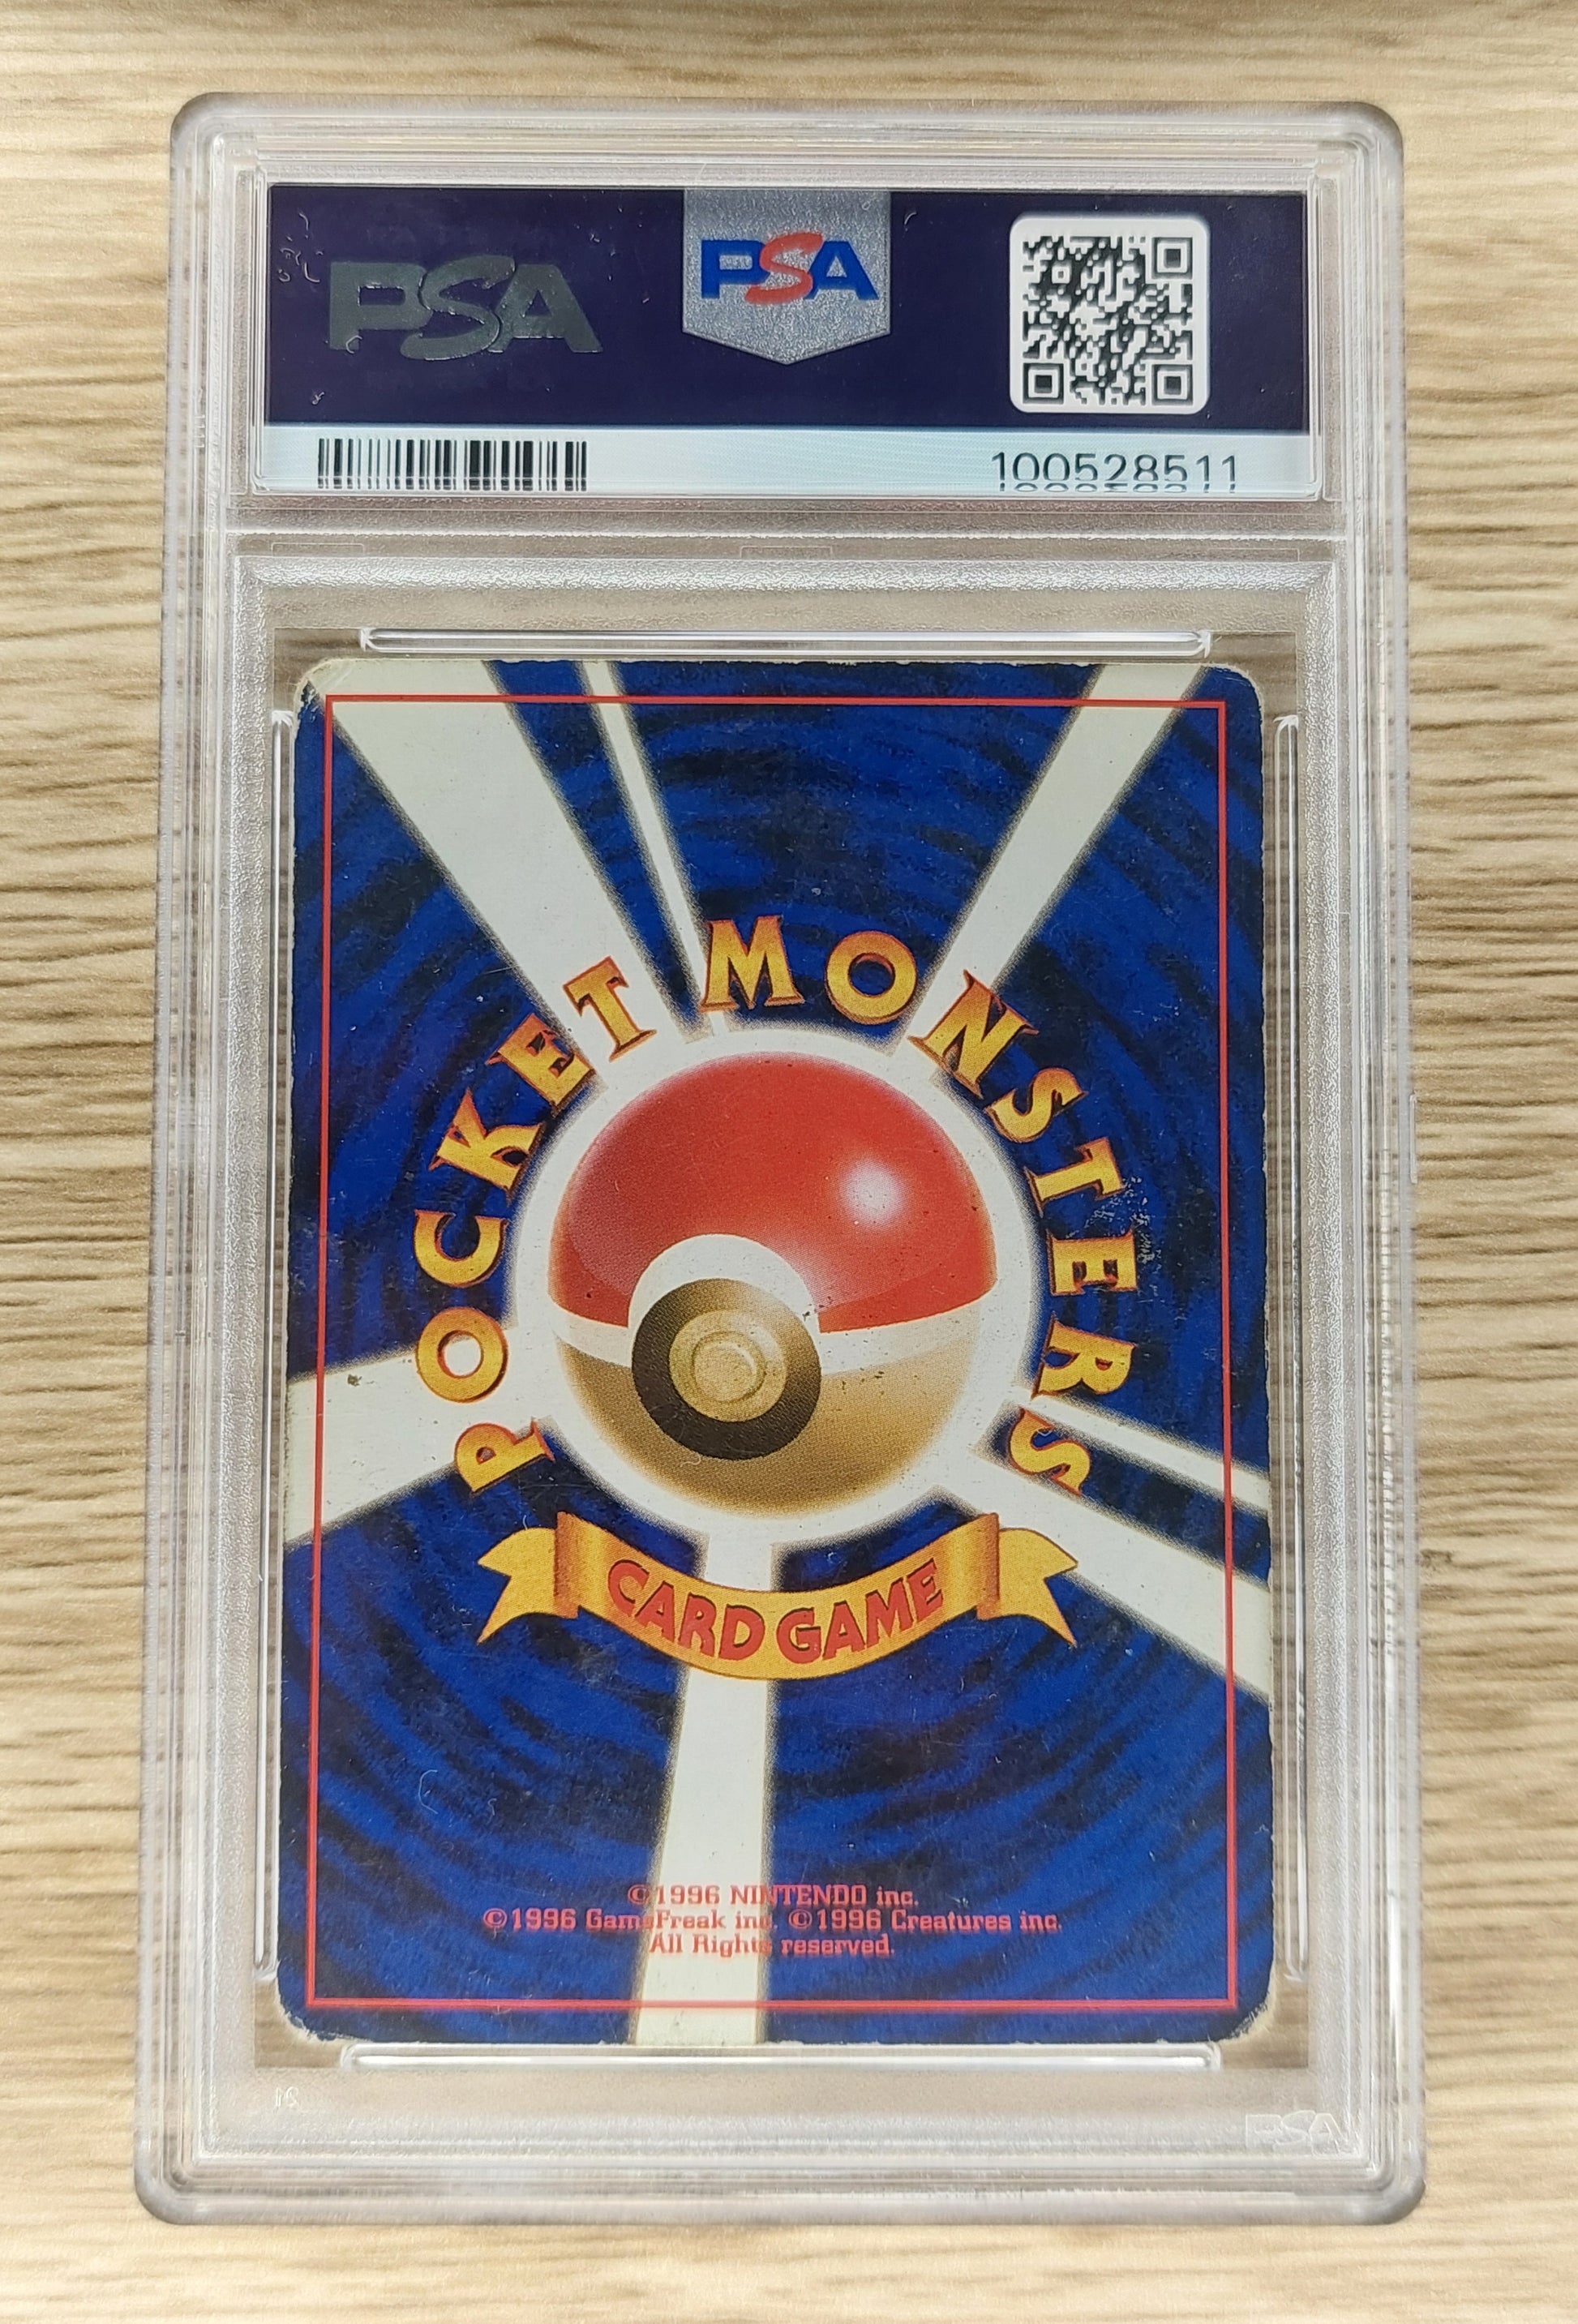 PSA
PSA
100528511
POCKET MONSTERS
CARD GAME
©1996 NINTENDO inc.
©1996 GameFreak inc. ©1996 Creatures inc.
All Rights reserved.
PSA